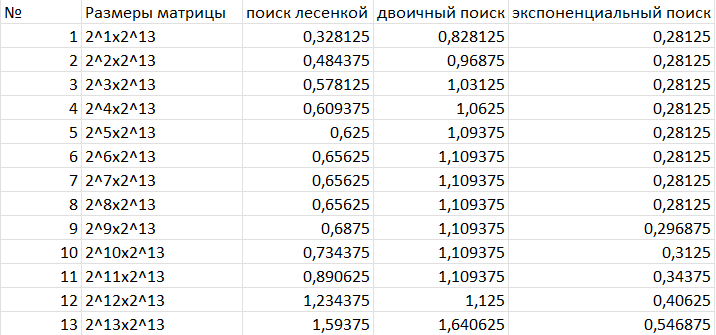 № Размеры матрицы поиск лесенкой двоичный поиск экспоненциальный поиск
1 2^1x2^13 0,328125 0,828125 0,28125
2 2^2x2^13 0,484375 0,96875 0,28125
3 2^3x2^13 0,578125 1,03125 0,28125
4 2^4x2^13 0,609375 1,0625 0,28125
5 2^5x2^13 0,625 1,09375 0,28125
6 2^6x2^13 0,65625 1,109375 0,28125
7 2^7x2^13 0,65625 1,109375 0,28125
8 2^8x2^13 0,65625 1,109375 0,28125
9 2^9x2^13 0,6875 1,109375 0,296875
10 2^10x2^13 0,734375 1,109375 0,3125
11 2^11x2^13 0,890625 1,109375 0,34375
12 2^12x2^13 1,234375 1,125 0,40625
13 2^13x2^13 1,59375 1,640625 0,546875